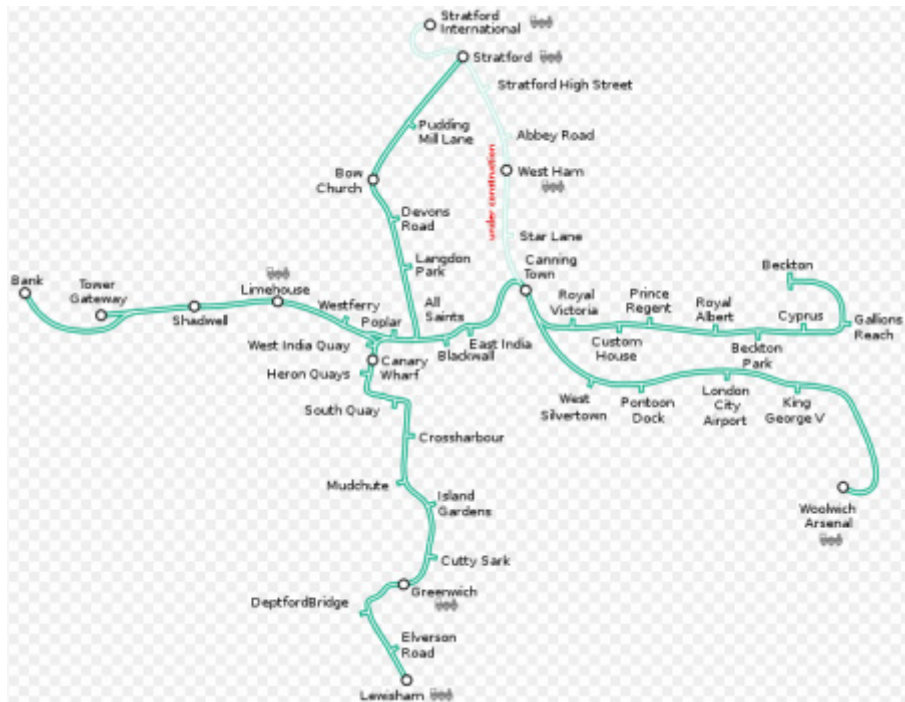 Stratford
International
Stratford
Stratford High Street
Pudding
Mill Lane
Abbey Road
West Ham
under construction
Bow
Church
Devons
Road
Star Lane
Langdon
Park
Canning
Town
Bank
Tower
Gateway
Shadwell
Limehouse
Westferry
Poplar
All
Saints
West India Quay
Blackwall
East India
Royal
Victoria
Custom
House
Prince
Regent
Royal
Albert
Beckton
Park
Cyprus
Gallions
Reach
Beckton
Canary
Wharf
Heron Quays
South Quay
Crossharbour
Mudchute
Island
Gardens
Cutty Sark
Greenwich
DeptfordBridge
Elverson
Road
Lewisham
West
Silvertown
Pontoon
Dock
London
City
Airport
King
George V
Woolwich
Arsenal